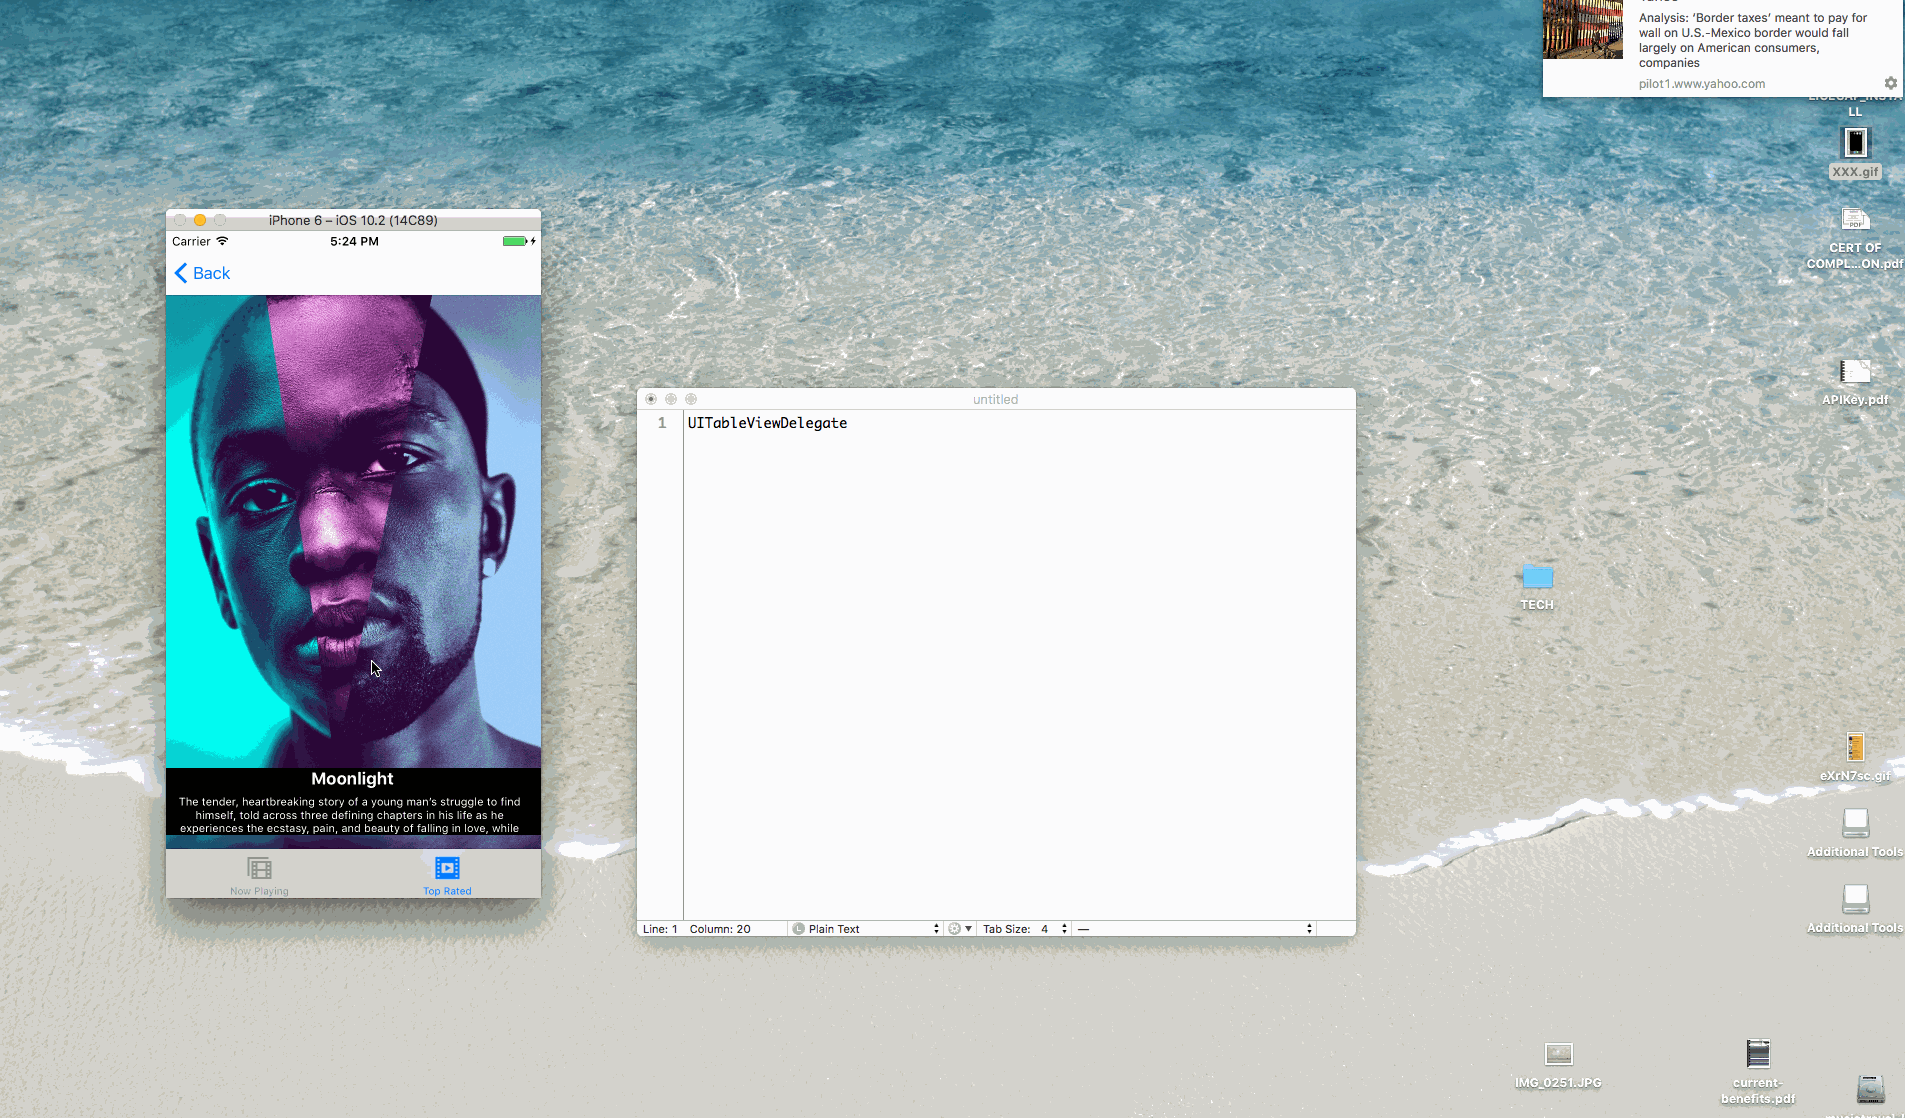 Analysis: ‘Border taxes’ meant to pay for
wall on U.S.-Mexico border would fall
largely on American consumers,
companies
pilot1.www.yahoo.com
LL
XXX.gif
CERT OF
COMPL...ON.pdf
APIKey.pdf
TECH
eXrN7sc.gif
Additional Tools
Additional Tools
IMG_0251.JPG
current-
benefits.pdf
iPhone 6 – iOS 10.2 (14C89)
Carrier
5:24 PM
Back
Moonlight
The tender, heartbreaking story of a young man’s struggle to find
himself, told across three defining chapters in his life as he
experiences the ecstasy, pain, and beauty of falling in love, while
Now Playing
Top Rated
untitled
1
UITableViewDelegate
Line: 1
Column: 20
L
Plain Text
Tab Size: 4
—